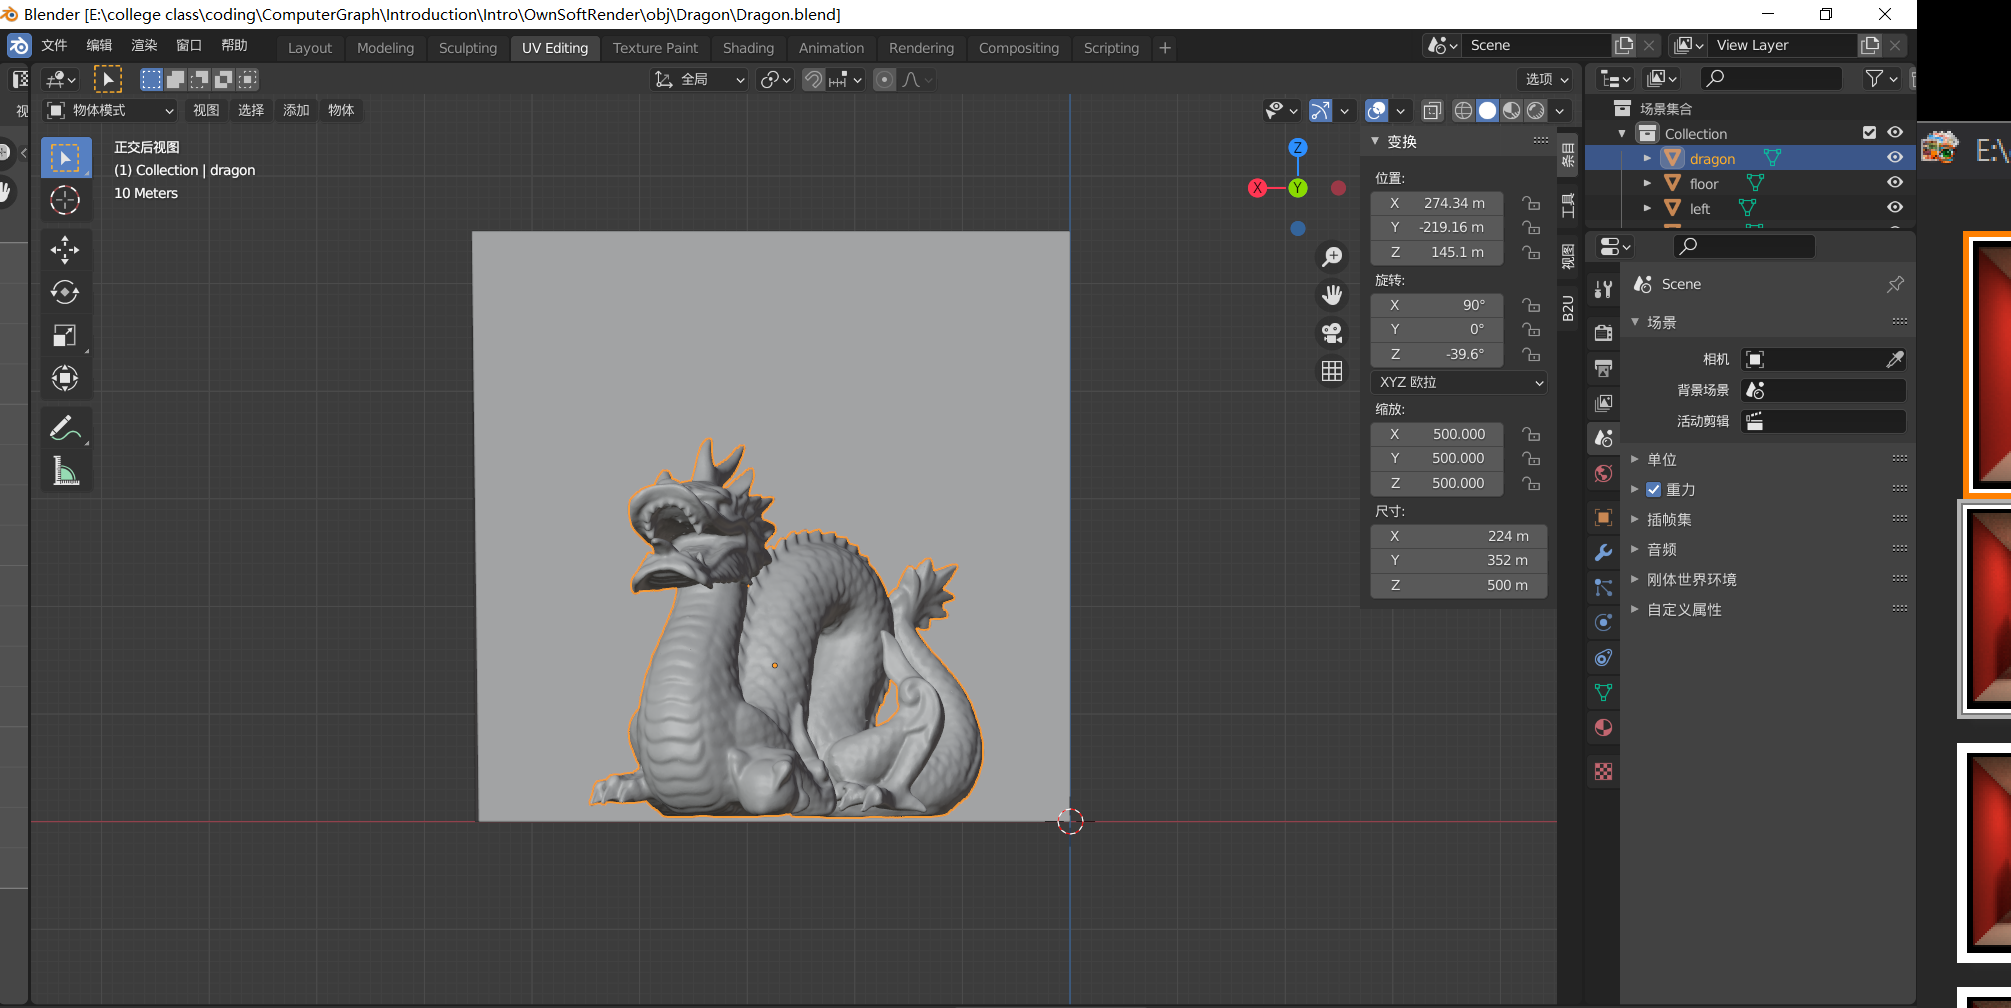 Blender [E:\college class\coding\ComputerGraph\Introduction\Intro\OwnSoftRender\obj\Dragon\Dragon.blend]
文件 编辑 渲染 窗口 帮助 Layout Modeling Sculpting UV Editing Texture Paint Shading Animation Rendering Compositing Scripting + Scene View Layer
全局 选项
视 物体模式 视图 选择 添加 物体
正交后视图
(1) Collection | dragon
10 Meters
Z
X Y
变换
位置:
X 274.34 m
Y -219.16 m
Z 145.1 m
旋转:
X 90°
Y 0°
Z -39.6°
XYZ 欧拉
缩放:
X 500.000
Y 500.000
Z 500.000
尺寸:
X 224 m
Y 352 m
Z 500 m
条目
工具
视图
B2U
场景集合
Collection
dragon
floor
left
Scene
场景
相机
背景场景
活动剪辑
单位
重力
插帧集
音频
刚体世界环境
自定义属性